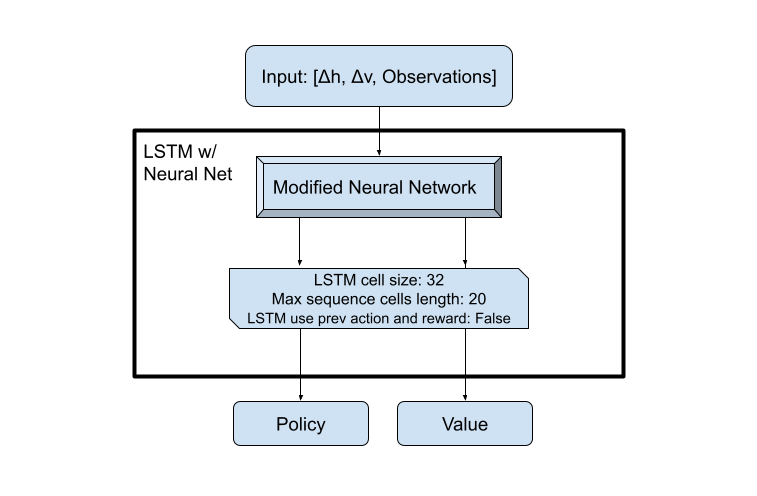 Input: [Δh, Δv, Observations]
LSTM w/
Neural Net
Modified Neural Network
LSTM cell size: 32
Max sequence cells length: 20
LSTM use prev action and reward: False
Policy
Value